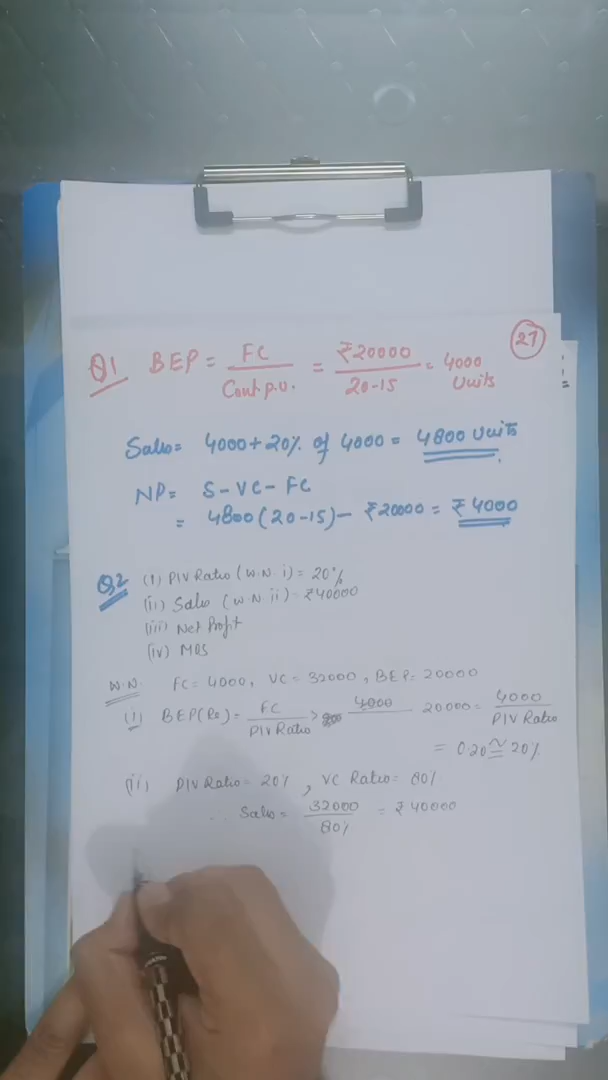 27
Q1 BEP = FC / Cont p.u. = ₹20000 / 20-15 = 4000 Units
Sales = 4000 + 20% of 4000 = 4800 Units
NP = S - VC - FC
= 4800 (20-15) - ₹20000 = ₹4000
Q2 (i) P/V Ratio (W.N. i) = 20%
(ii) Sales (W.N. ii) = ₹40000
(iii) Net Profit
(iv) MOS
W.N. FC = 4000, VC = 32000, BEP = 20000
(i) BEP (Rs) = FC / P/V Ratio 4000 20000 = 4000 / P/V Ratio
= 0.20 ≅ 20%
(ii) P/V Ratio = 20%, VC Ratio = 80%
∴ Sales = 32000 / 80% = ₹40000